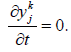 ∂y_j^k/∂t = 0.